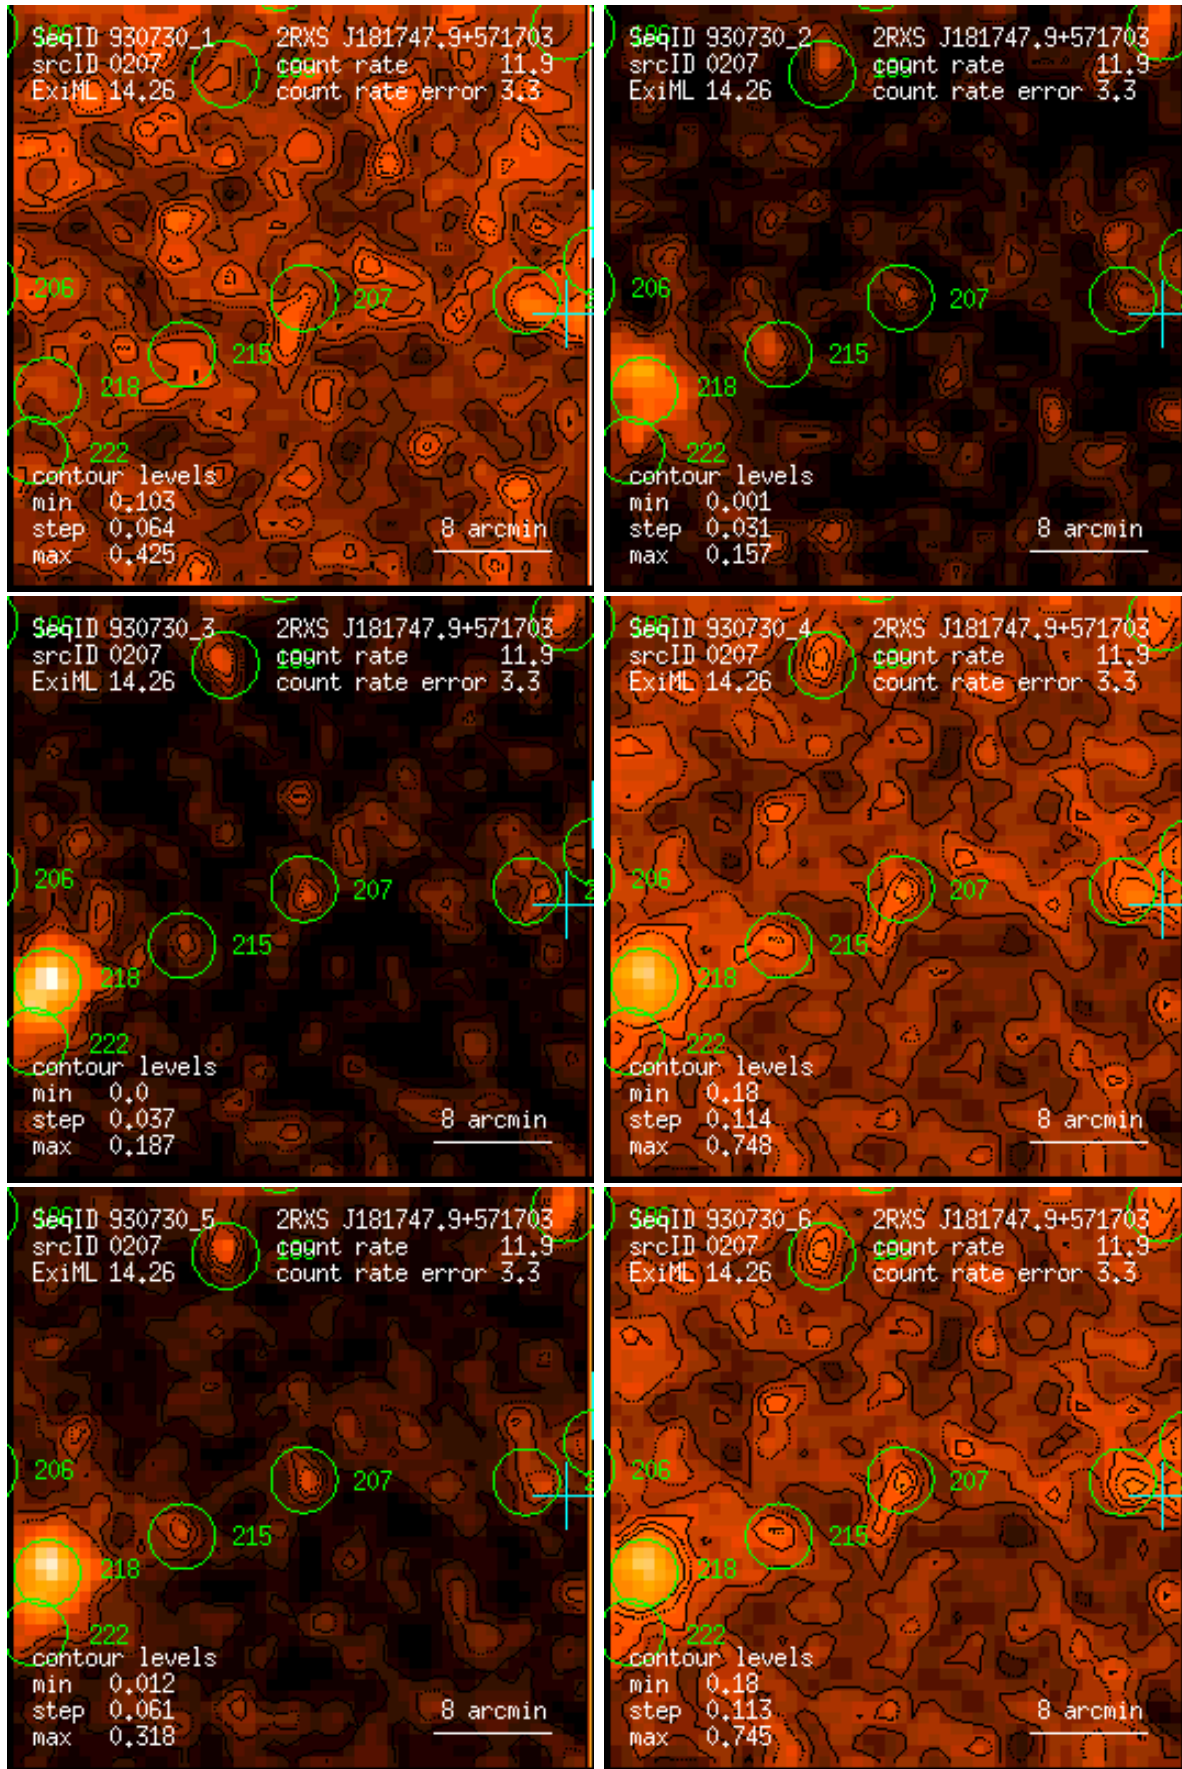 SeqID 930730_1 2RXS J181747.9+571703
srcID 0207 count rate 11.9
ExiML 14.26 count rate error 3.3
206
207
215
218
222
contour levels
min 0.103
step 0.064 8 arcmin
max 0.425
SeqID 930730_2 2RXS J181747.9+571703
srcID 0207 count rate 11.9
ExiML 14.26 count rate error 3.3
206
207
215
218
222
contour levels
min 0.001
step 0.031 8 arcmin
max 0.157
SeqID 930730_3 2RXS J181747.9+571703
srcID 0207 count rate 11.9
ExiML 14.26 count rate error 3.3
206
207
215
218
222
contour levels
min 0.0
step 0.037 8 arcmin
max 0.187
SeqID 930730_4 2RXS J181747.9+571703
srcID 0207 count rate 11.9
ExiML 14.26 count rate error 3.3
206
207
215
218
222
contour levels
min 0.18
step 0.114 8 arcmin
max 0.748
SeqID 930730_5 2RXS J181747.9+571703
srcID 0207 count rate 11.9
ExiML 14.26 count rate error 3.3
206
207
215
218
222
contour levels
min 0.012
step 0.061 8 arcmin
max 0.318
SeqID 930730_6 2RXS J181747.9+571703
srcID 0207 count rate 11.9
ExiML 14.26 count rate error 3.3
206
207
215
218
222
contour levels
min 0.18
step 0.113 8 arcmin
max 0.745